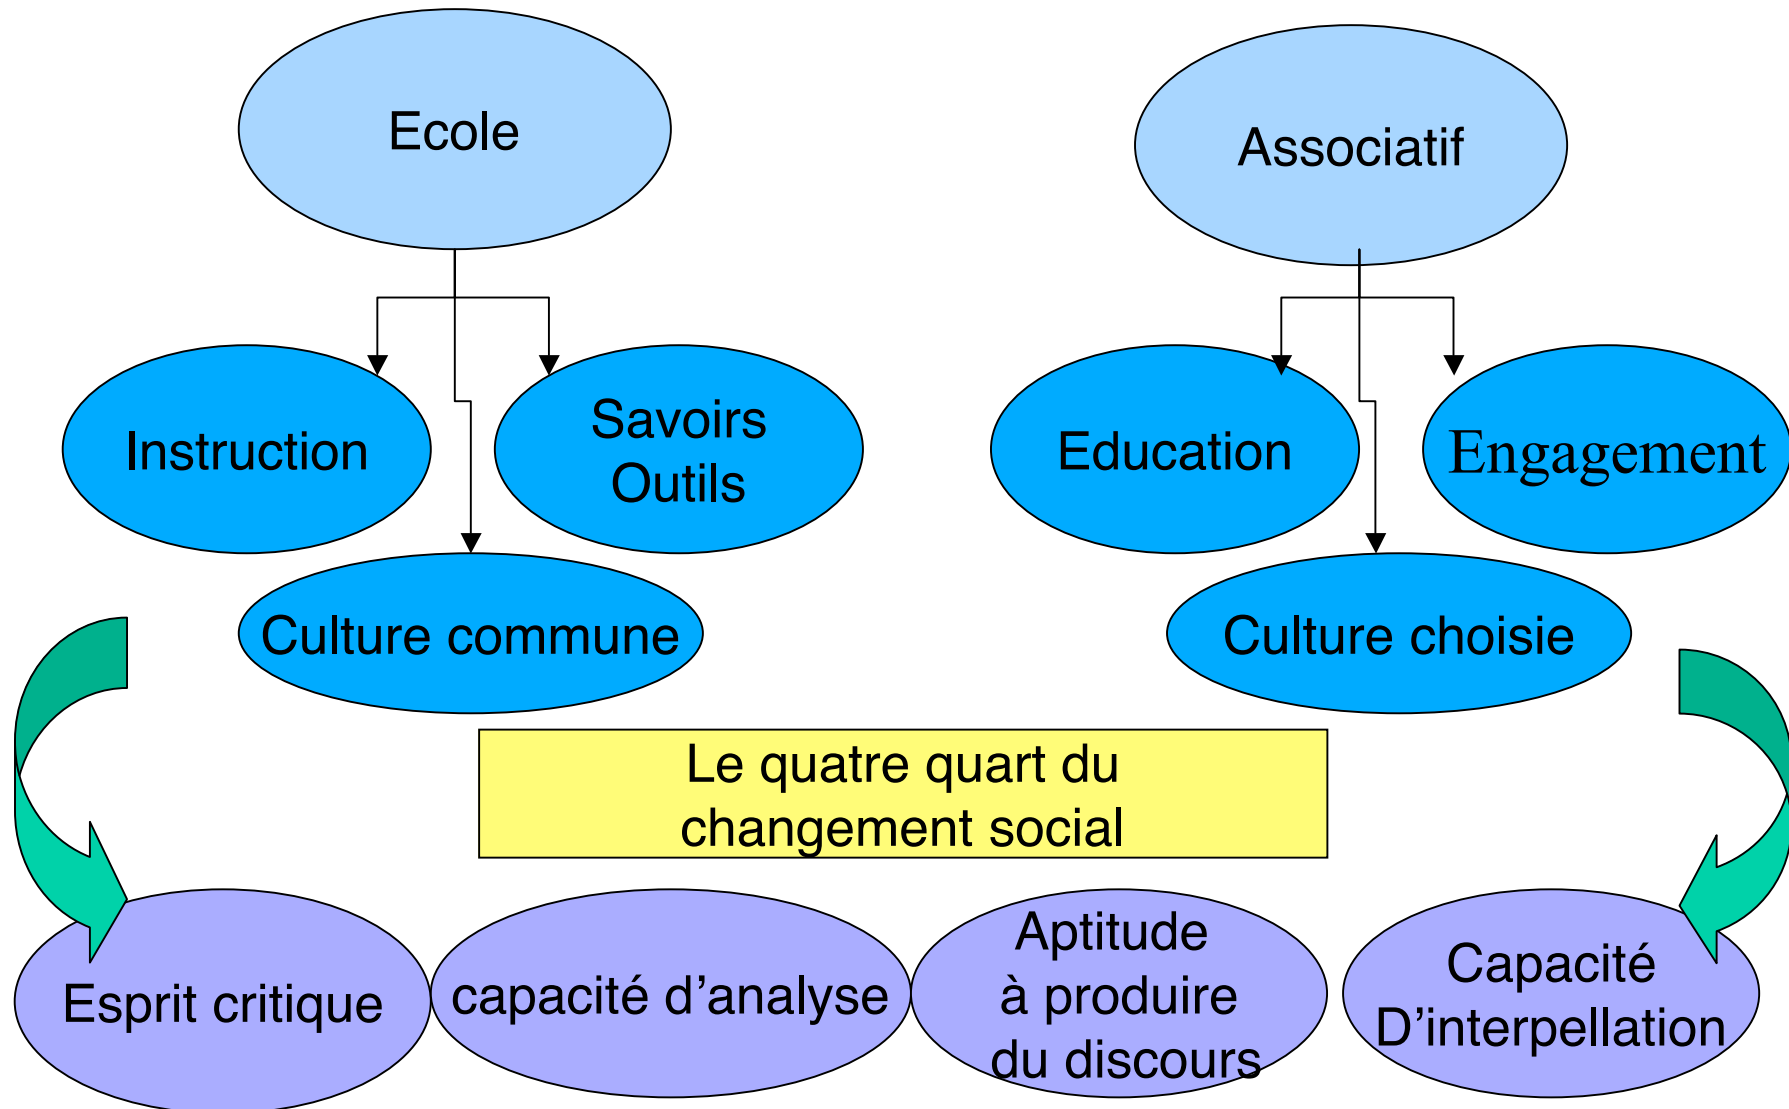 Ecole
Associatif
Instruction
Savoirs
Outils
Education
Engagement
Culture commune
Culture choisie
Le quatre quart du
changement social
Esprit critique
capacité d’analyse
Aptitude
à produire
du discours
Capacité
D’interpellation